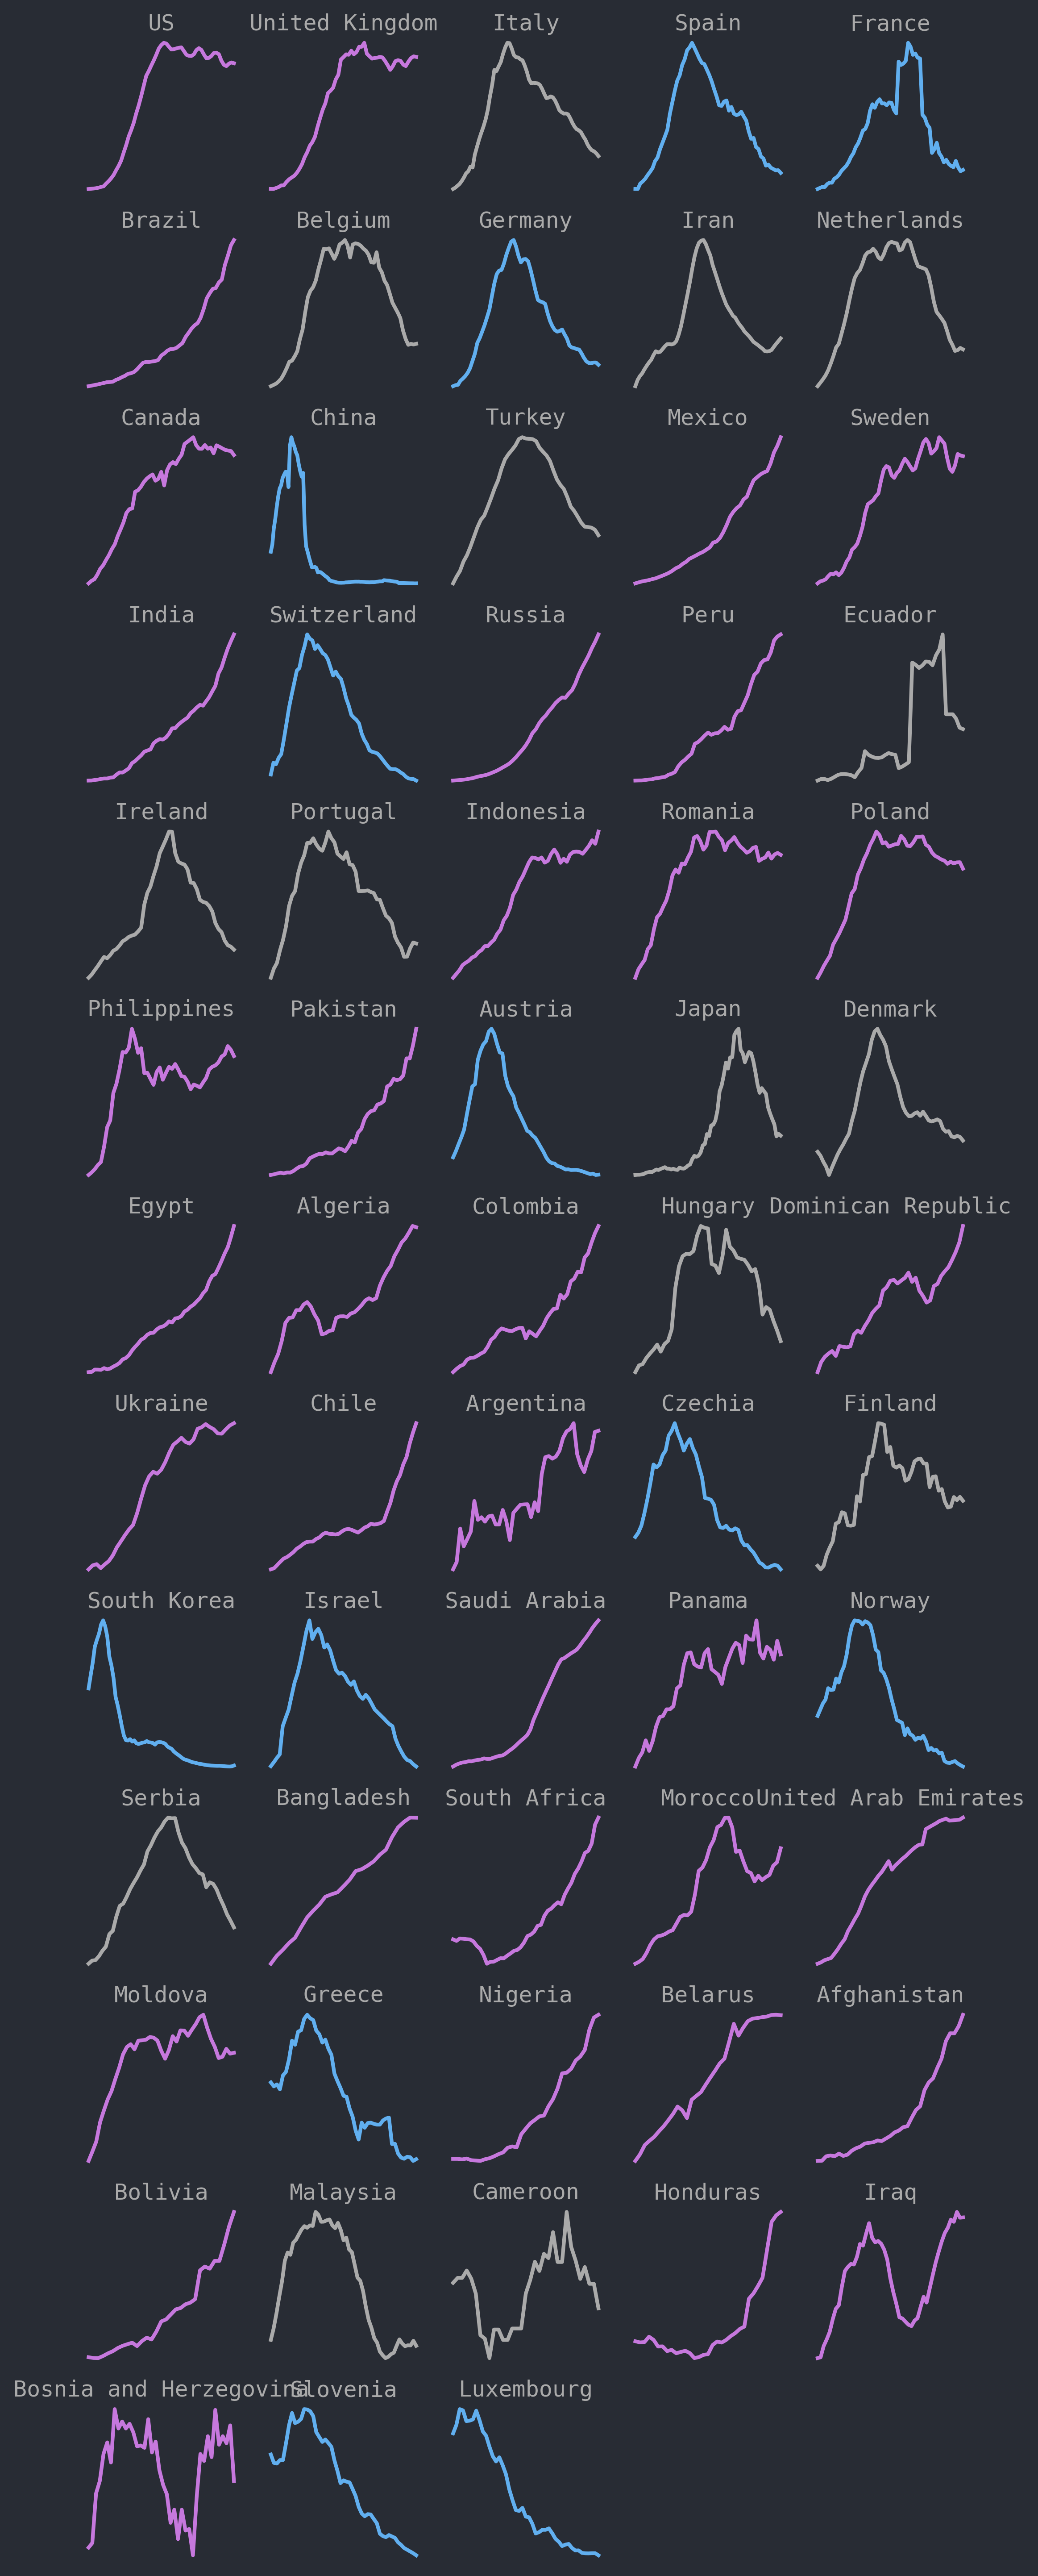 US United Kingdom Italy Spain France
Brazil Belgium Germany Iran Netherlands
Canada China Turkey Mexico Sweden
India Switzerland Russia Peru Ecuador
Ireland Portugal Indonesia Romania Poland
Philippines Pakistan Austria Japan Denmark
Egypt Algeria Colombia Hungary Dominican Republic
Ukraine Chile Argentina Czechia Finland
South Korea Israel Saudi Arabia Panama Norway
Serbia Bangladesh South Africa Morocco United Arab Emirates
Moldova Greece Nigeria Belarus Afghanistan
Bolivia Malaysia Cameroon Honduras Iraq
Bosnia and Herzegovina Slovenia Luxembourg